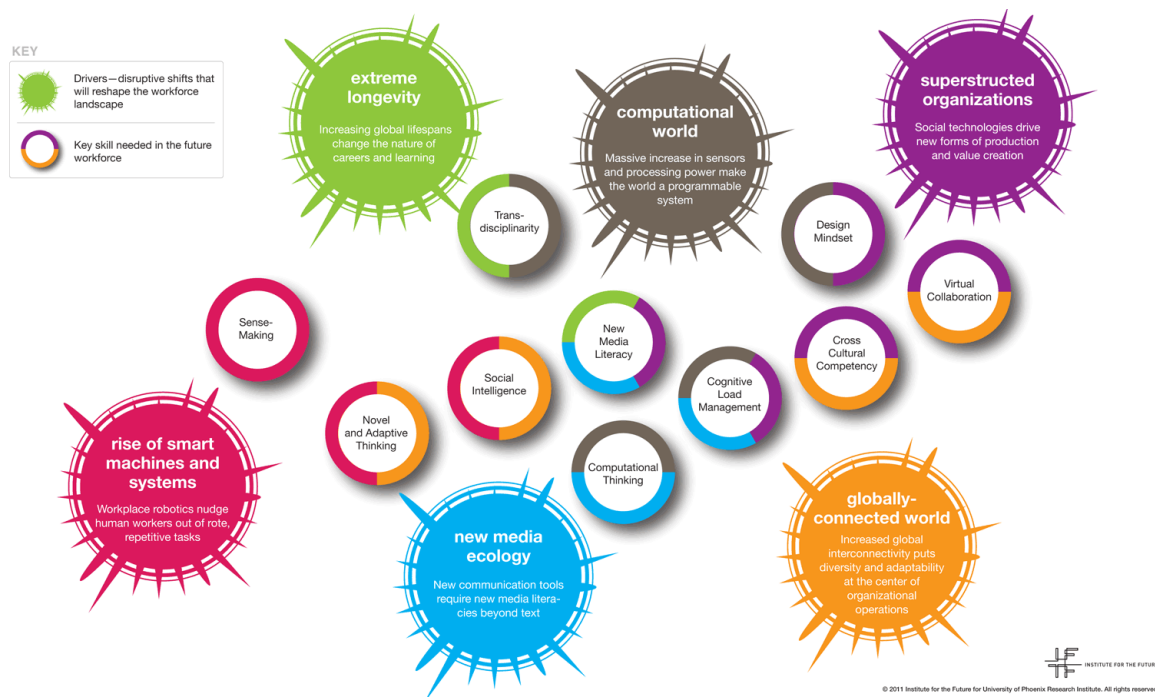 KEY
Drivers—disruptive shifts that
will reshape the workforce
landscape
Key skill needed in the future
workforce
extreme
longevity
Increasing global lifespans
change the nature of
careers and learning
computational
world
Massive increase in sensors
and processing power make
the world a programmable
system
superstructed
organizations
Social technologies drive
new forms of production
and value creation
Trans-
disciplinarity
Design
Mindset
Virtual
Collaboration
Sense-
Making
New
Media
Literacy
Cross
Cultural
Competency
Social
Intelligence
Cognitive
Load
Management
Novel
and Adaptive
Thinking
Computational
Thinking
rise of smart
machines and
systems
Workplace robotics nudge
human workers out of rote,
repetitive tasks
new media
ecology
New communication tools
require new media litera-
cies beyond text
globally-
connected world
Increased global
interconnectivity puts
diversity and adaptability
at the center of
organizational
operations
INSTITUTE FOR THE FUTURE
© 2011 Institute for the Future for University of Phoenix Research Institute. All rights reserved